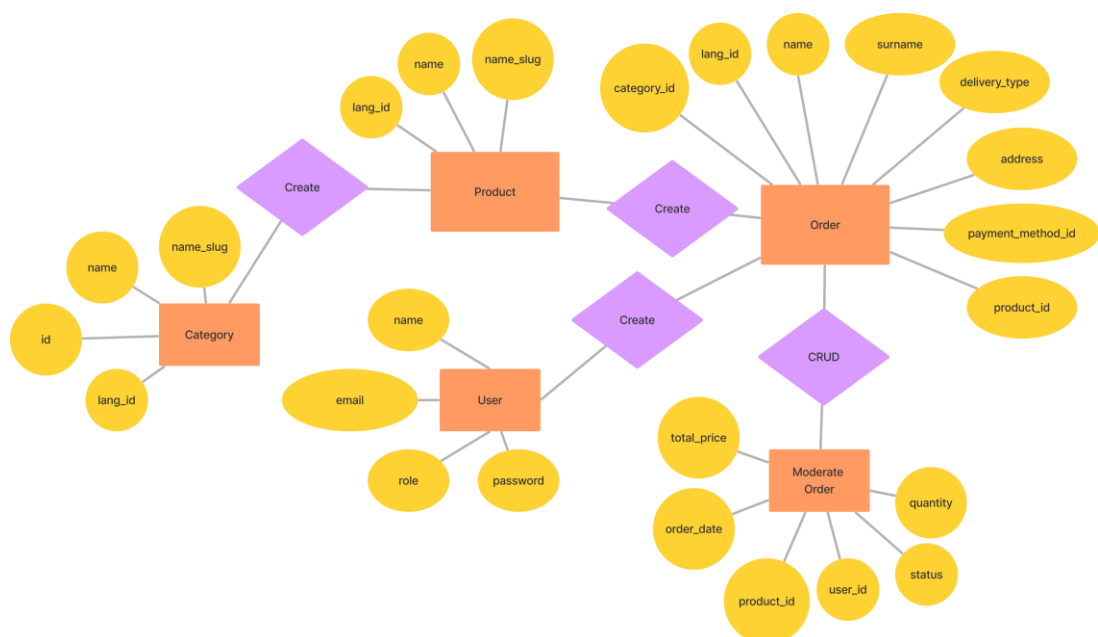 name
name_slug
lang_id
Create
Product
category_id
lang_id
name
surname
delivery_type
address
payment_method_id
product_id
Create
Order
name
name_slug
id
Category
lang_id
name
email
User
role
password
Create
CRUD
total_price
Moderate
Order
quantity
order_date
product_id
user_id
status